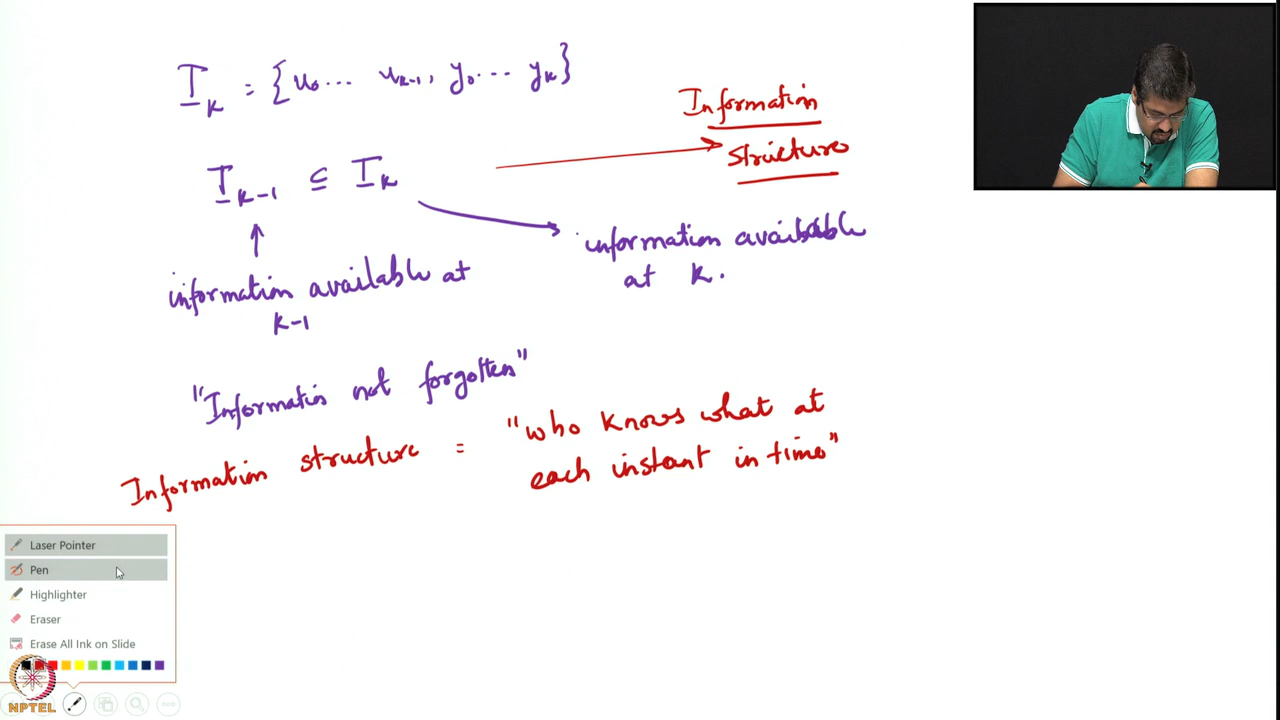 I_k = {u_0 ... u_{k-1}, y_0 ... y_k}
Information
structure
I_{k-1} ⊆ I_k
information available
at k.
information available at
k-1
"Information not forgotten"
Information structure = "who knows what at
each instant in time"
Laser Pointer
Pen
Highlighter
Eraser
Erase All Ink on Slide
NPTEL